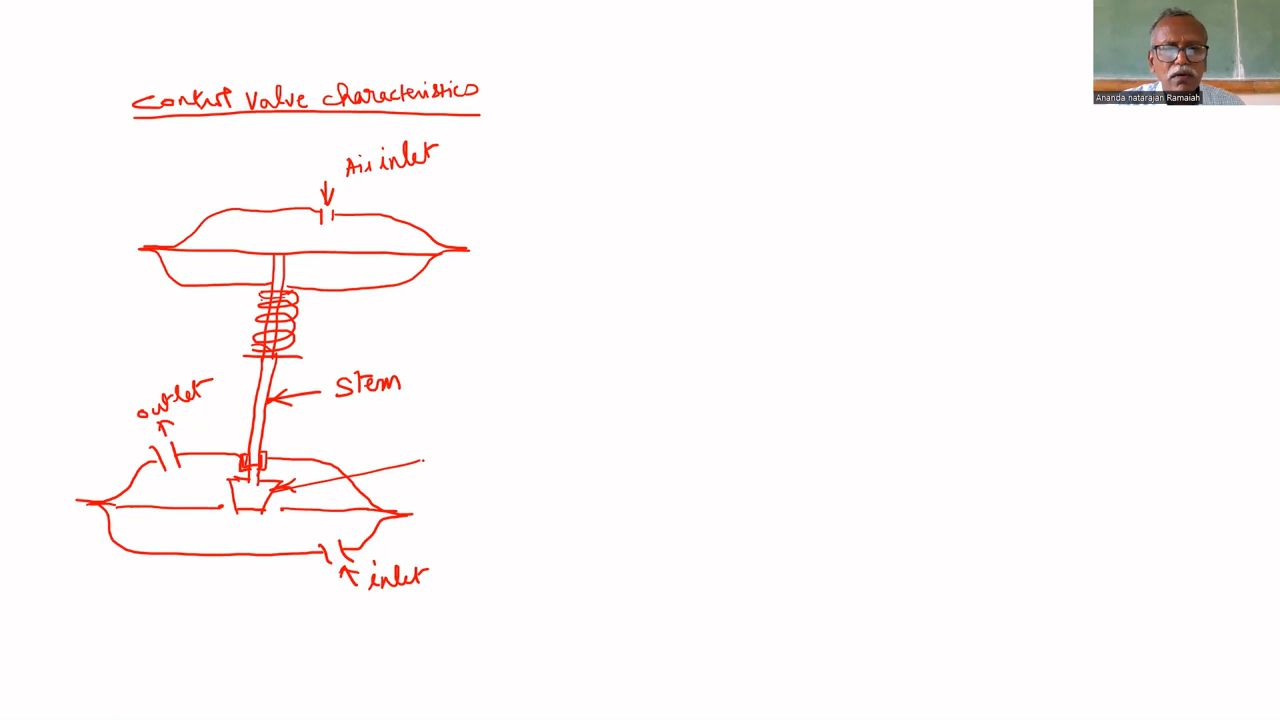 Control Valve characteristics
Air inlet
Stem
outlet
inlet
Ananda natarajan Ramaiah